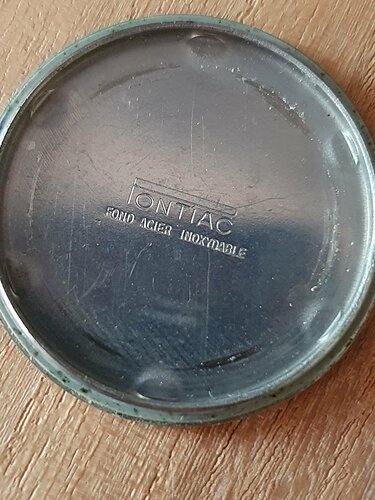 PONTIAC
FOND ACIER INOXYDABLE